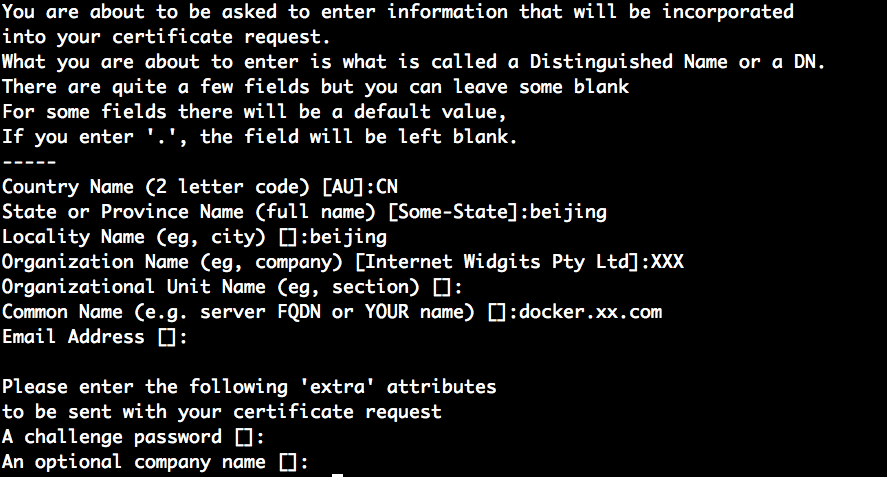 You are about to be asked to enter information that will be incorporated
into your certificate request.
What you are about to enter is what is called a Distinguished Name or a DN.
There are quite a few fields but you can leave some blank
For some fields there will be a default value,
If you enter '.', the field will be left blank.
-----
Country Name (2 letter code) [AU]:CN
State or Province Name (full name) [Some-State]:beijing
Locality Name (eg, city) []:beijing
Organization Name (eg, company) [Internet Widgits Pty Ltd]:XXX
Organizational Unit Name (eg, section) []:
Common Name (e.g. server FQDN or YOUR name) []:docker.xx.com
Email Address []:
Please enter the following 'extra' attributes
to be sent with your certificate request
A challenge password []:
An optional company name []: